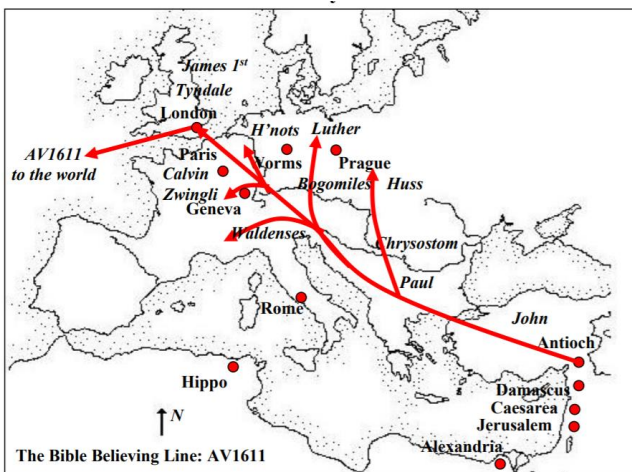 James 1st
Tyndale
London
H'nots
Luther
AV1611
to the world
Paris
Calvin
Worms
Prague
Zwingli
Bogomiles
Huss
Geneva
Waldenses
Chrysostom
Paul
Rome
John
Antioch
Hippo
Damascus
Caesarea
Jerusalem
N
Alexandria
The Bible Believing Line: AV1611